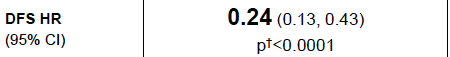 DFS HR
(95% CI)
0.24 (0.13, 0.43)
p†<0.0001